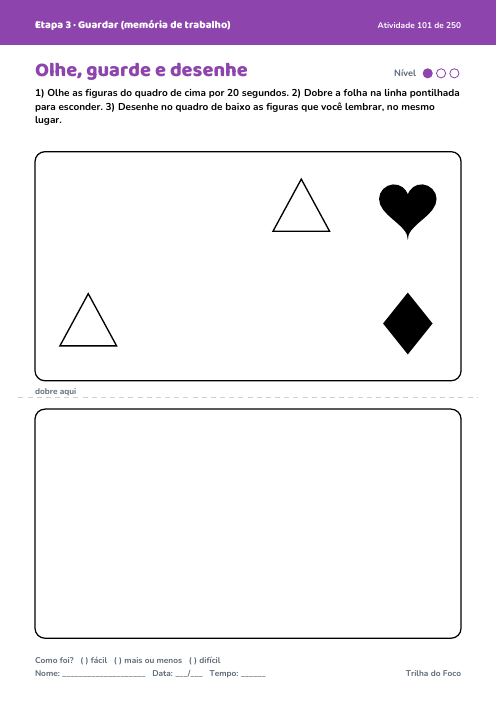 Etapa 3 · Guardar (memória de trabalho)
Atividade 101 de 250
Olhe, guarde e desenhe
Nível
1) Olhe as figuras do quadro de cima por 20 segundos. 2) Dobre a folha na linha pontilhada
para esconder. 3) Desenhe no quadro de baixo as figuras que você lembrar, no mesmo
lugar.
dobre aqui
Como foi? ( ) fácil ( ) mais ou menos ( ) difícil
Nome: ____________________ Data: ___/___ Tempo: ______
Trilha do Foco